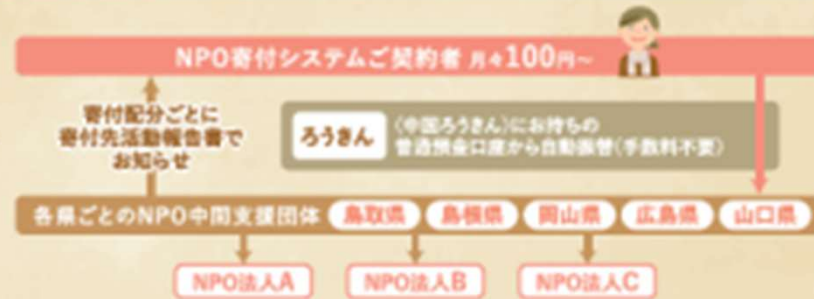 NPO寄付システムご契約者 月々100円〜
寄付配分ごとに
寄付先活動報告書で
お知らせ
ろうきん
〈中国ろうきん〉にお持ちの
普通預金口座から自動振替(手数料不要)
各県ごとのNPO中間支援団体 鳥取県 島根県 岡山県 広島県 山口県
NPO法人A NPO法人B NPO法人C